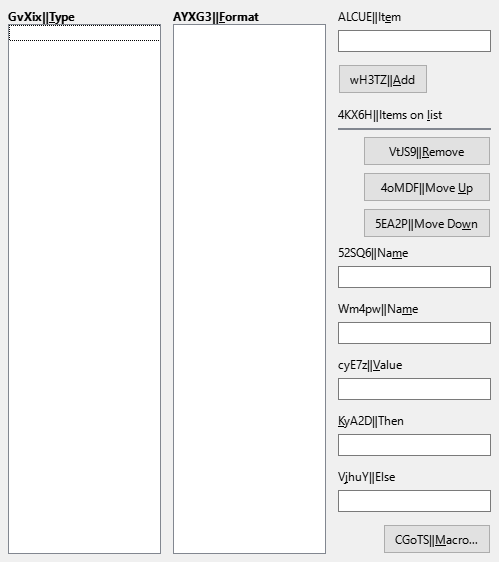 GvXix||Type
AYXG3||Format
ALCUE||Item
wH3TZ||Add
4KX6H||Items on list
VtJS9||Remove
4oMDF||Move Up
5EA2P||Move Down
52SQ6||Name
Wm4pw||Name
cyE7z||Value
KyA2D||Then
VjhuY||Else
CGoTS||Macro...